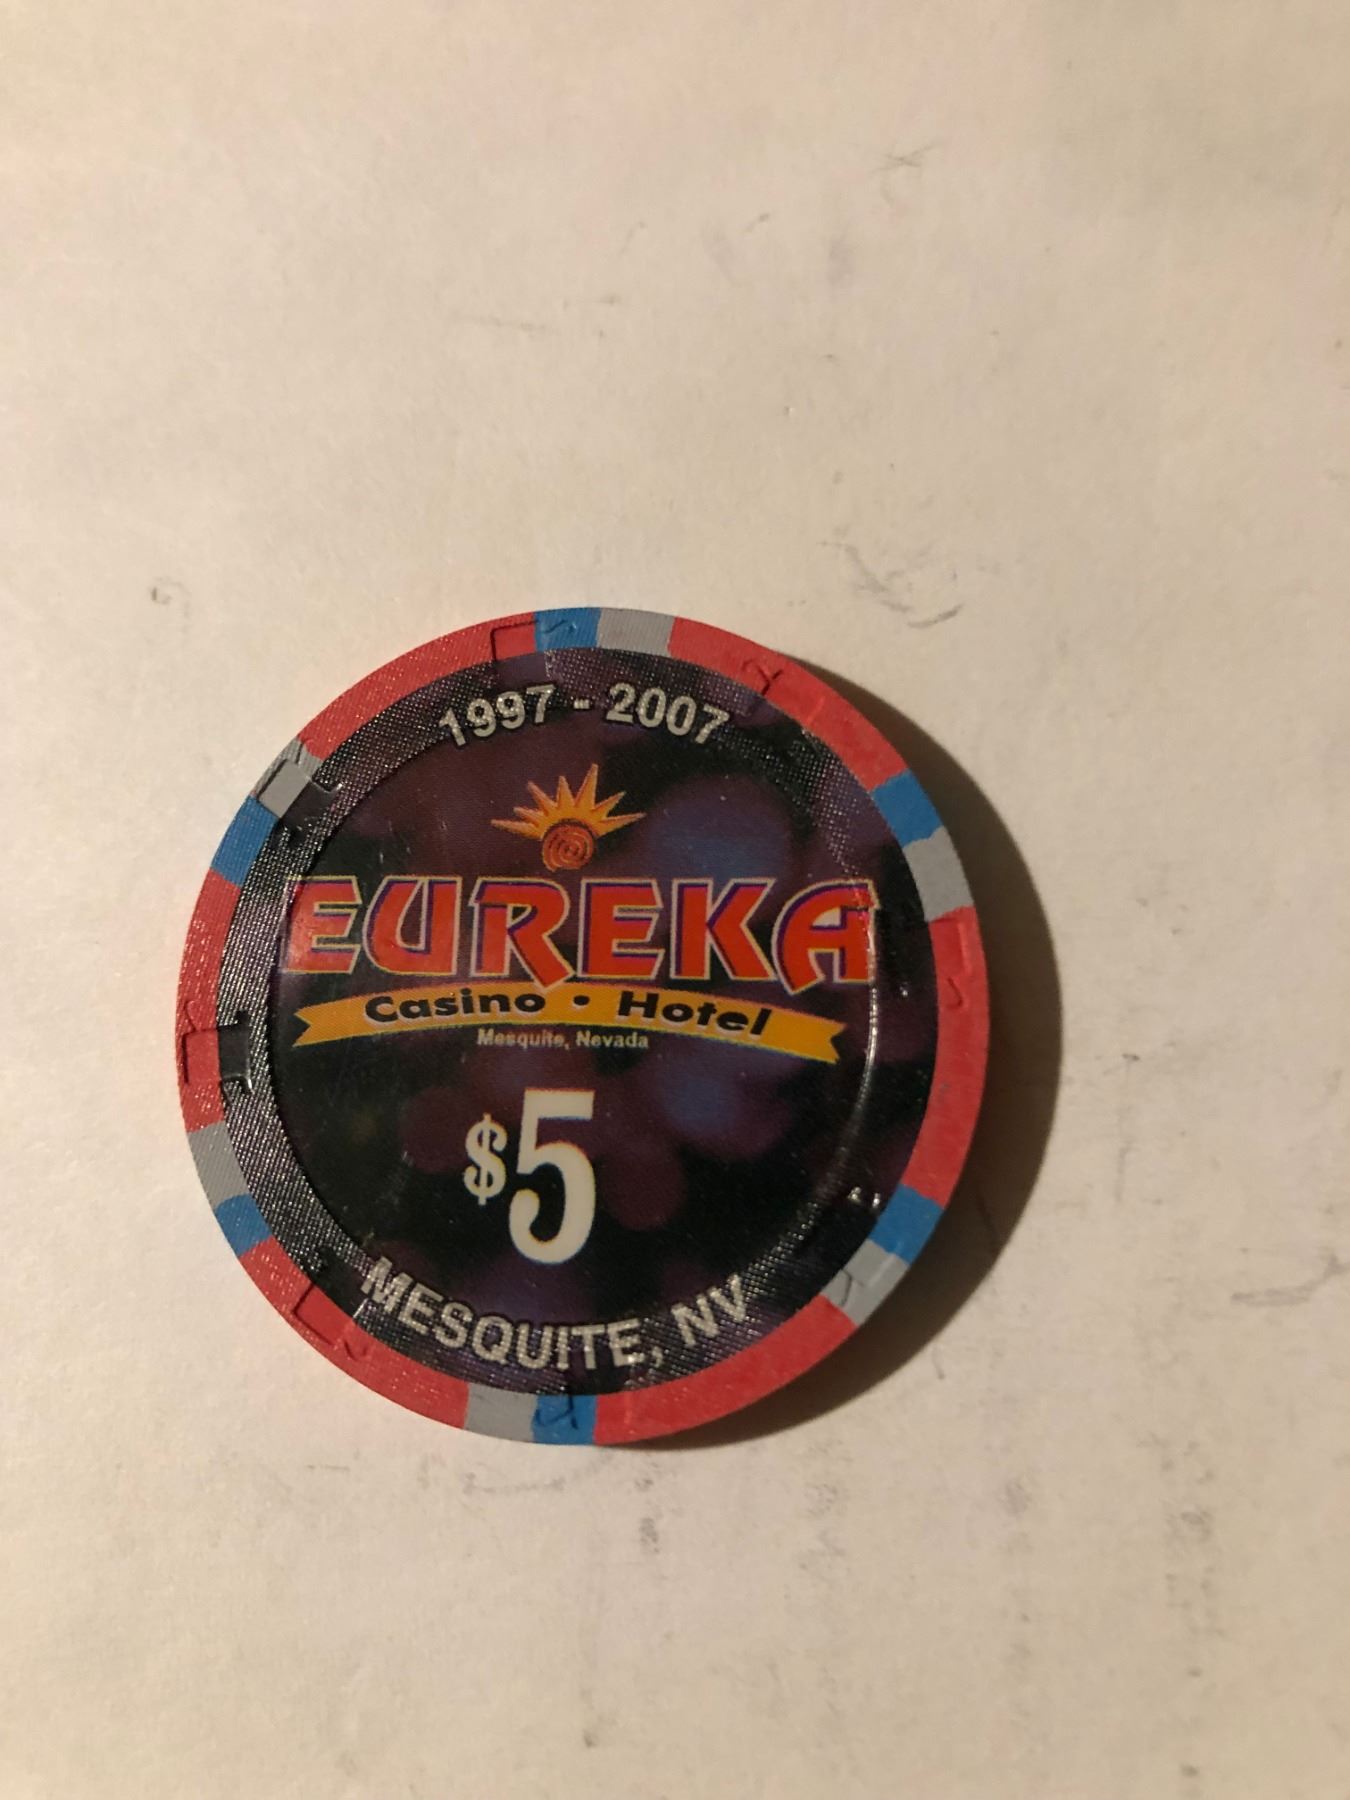 1997 - 2007
EUREKA
Casino • Hotel
Mesquite, Nevada
$5
MESQUITE, NV